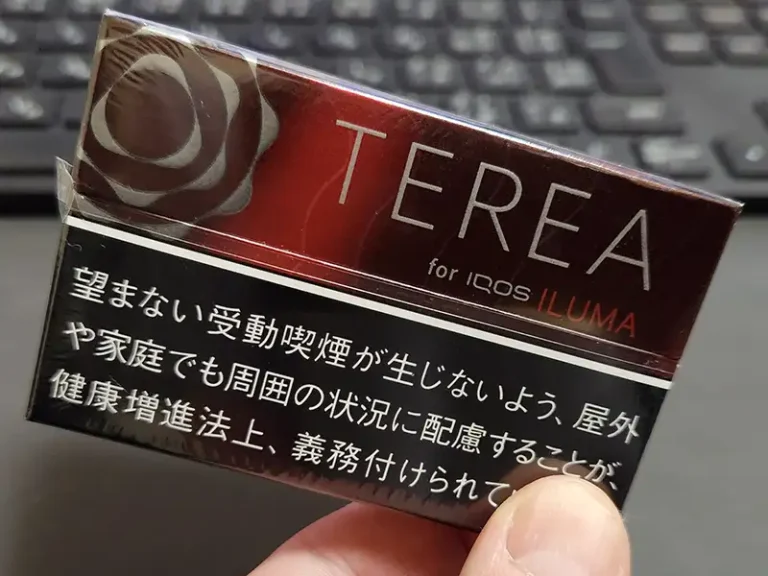 TEREA
for IQOS ILUMA
望まない受動喫煙が生じないよう、屋外
や家庭でも周囲の状況に配慮することが、
健康増進法上、義務付けられて